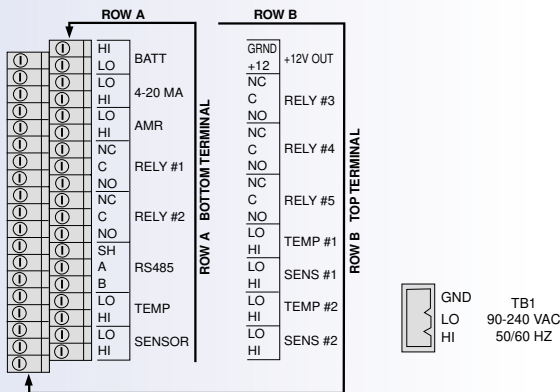 ROW A
HI
BATT
LO
LO
4-20 MA
HI
LO
AMR
HI
NC
C
RELY #1
NO
NC
C
RELY #2
NO
SH
A
RS485
B
LO
TEMP
HI
LO
SENSOR
HI
ROW A BOTTOM TERMINAL
ROW B
GRND
+12V OUT
+12
NC
C
RELY #3
NO
NC
C
RELY #4
NO
NC
C
RELY #5
NO
LO
TEMP #1
HI
LO
SENS #1
HI
LO
TEMP #2
HI
LO
SENS #2
HI
ROW B TOP TERMINAL
GND
LO
HI
TB1
90-240 VAC
50/60 HZ